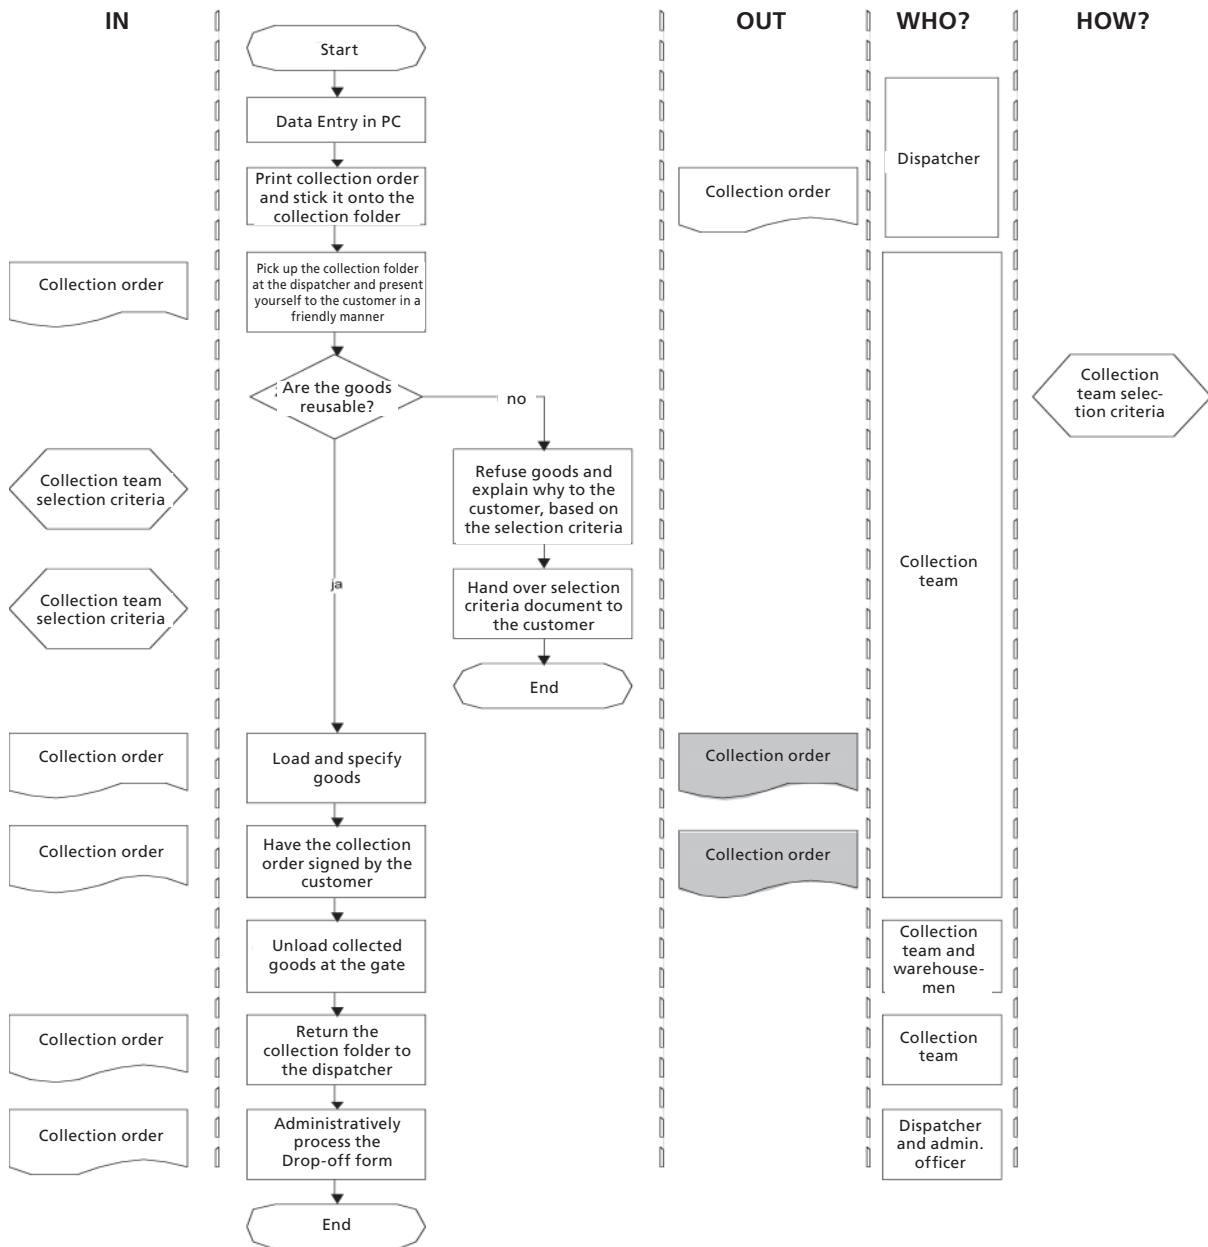 IN
OUT
WHO?
HOW?
Start
Data Entry in PC
Dispatcher
Print collection order
and stick it onto the
collection folder
Collection order
Collection order
Pick up the collection folder
at the dispatcher and present
yourself to the customer in a
friendly manner
Are the goods
reusable?
no
Collection
team selec-
tion criteria
Collection team
selection criteria
Refuse goods and
explain why to the
customer, based on
the selection criteria
Collection
team
ja
Collection team
selection criteria
Hand over selection
criteria document to
the customer
End
Collection order
Load and specify
goods
Collection order
Collection order
Have the collection
order signed by the
customer
Collection order
Unload collected
goods at the gate
Collection
team and
warehouse-
men
Collection order
Return the
collection folder to
the dispatcher
Collection
team
Collection order
Administratively
process the
Drop-off form
Dispatcher
and admin.
officer
End